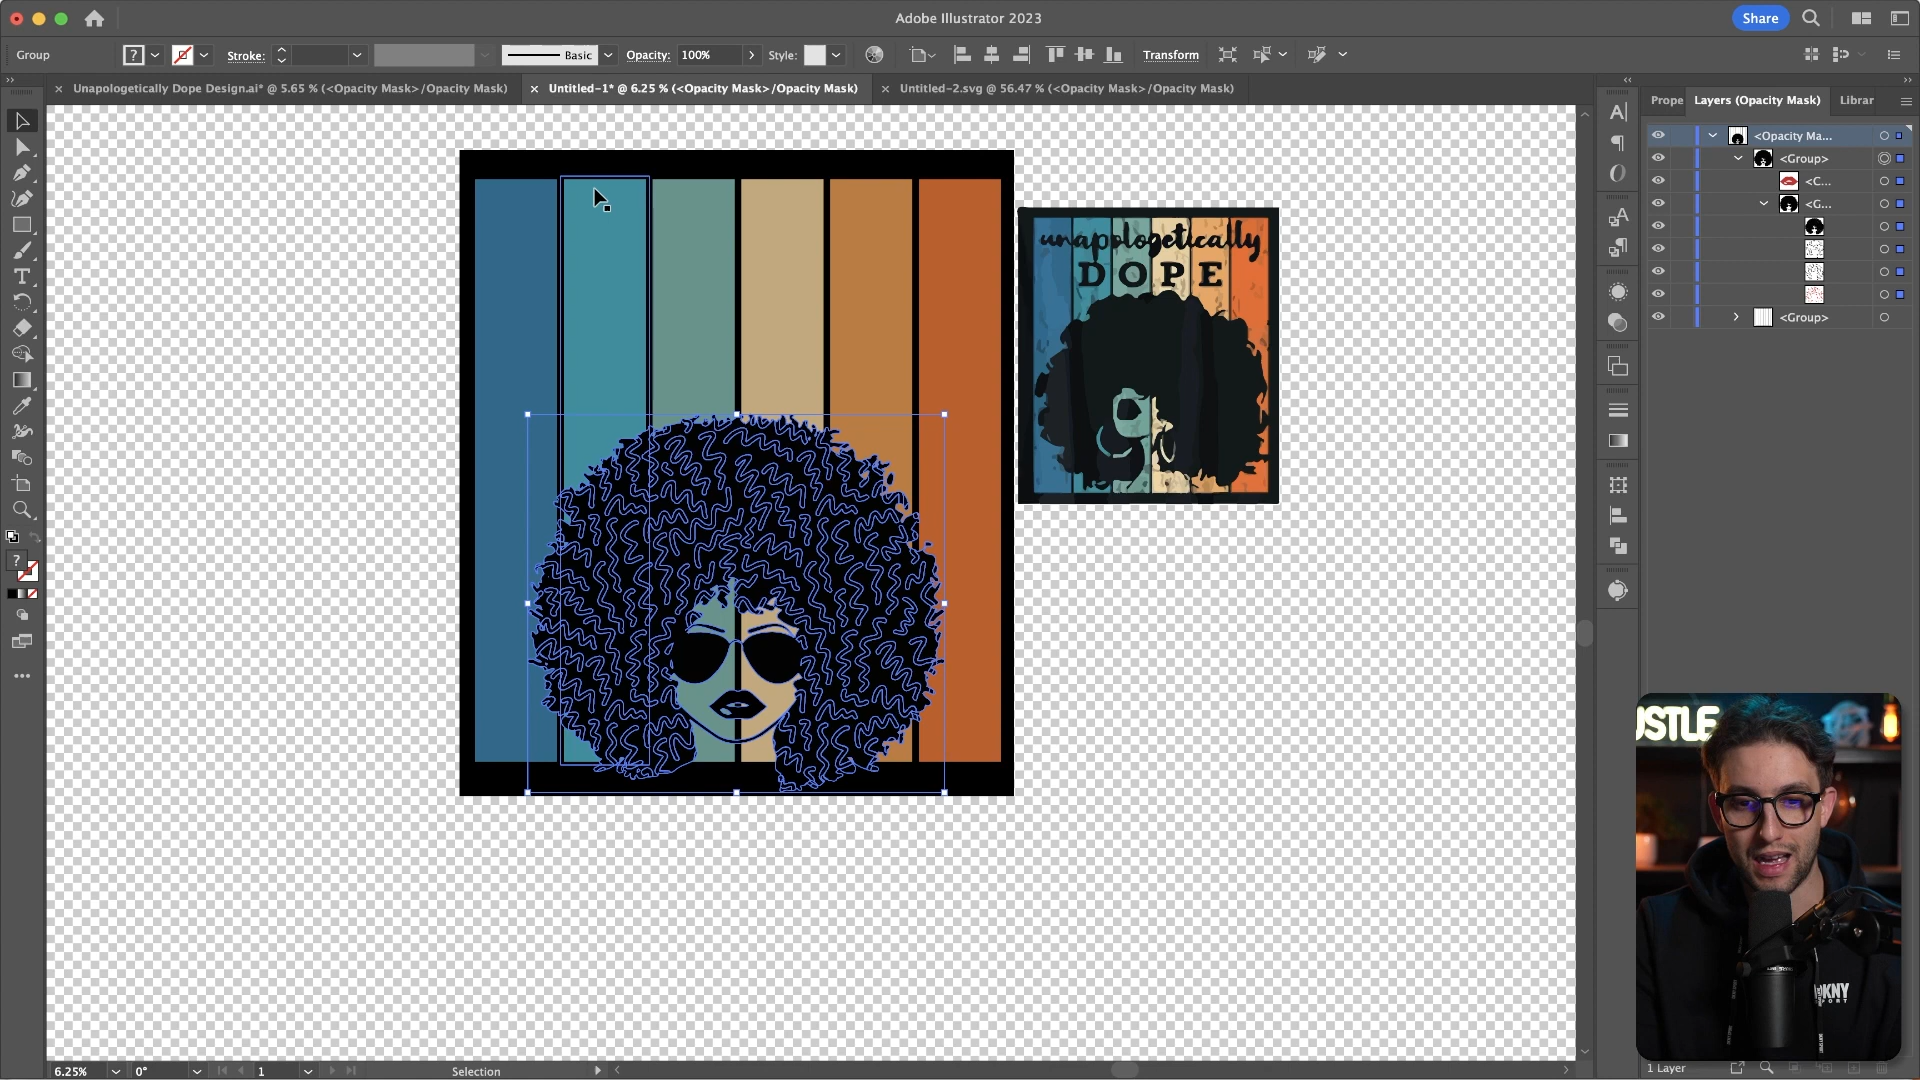 Adobe Illustrator 2023
Share
Group
?
Stroke:
Basic
Opacity:
100%
Style:
Transform
Unapologetically Dope Design.ai* @ 5.65 % (<Opacity Mask>/Opacity Mask)
Untitled-1* @ 6.25 % (<Opacity Mask>/Opacity Mask)
Untitled-2.svg @ 56.47 % (<Opacity Mask>/Opacity Mask)
Prope
Layers (Opacity Mask)
Librar
<Opacity Ma...
<Group>
<C...
<G...
<Group>
unapologetically
DOPE
?
USTLE
DKNY
6.25%
0°
1
Selection
1 Layer